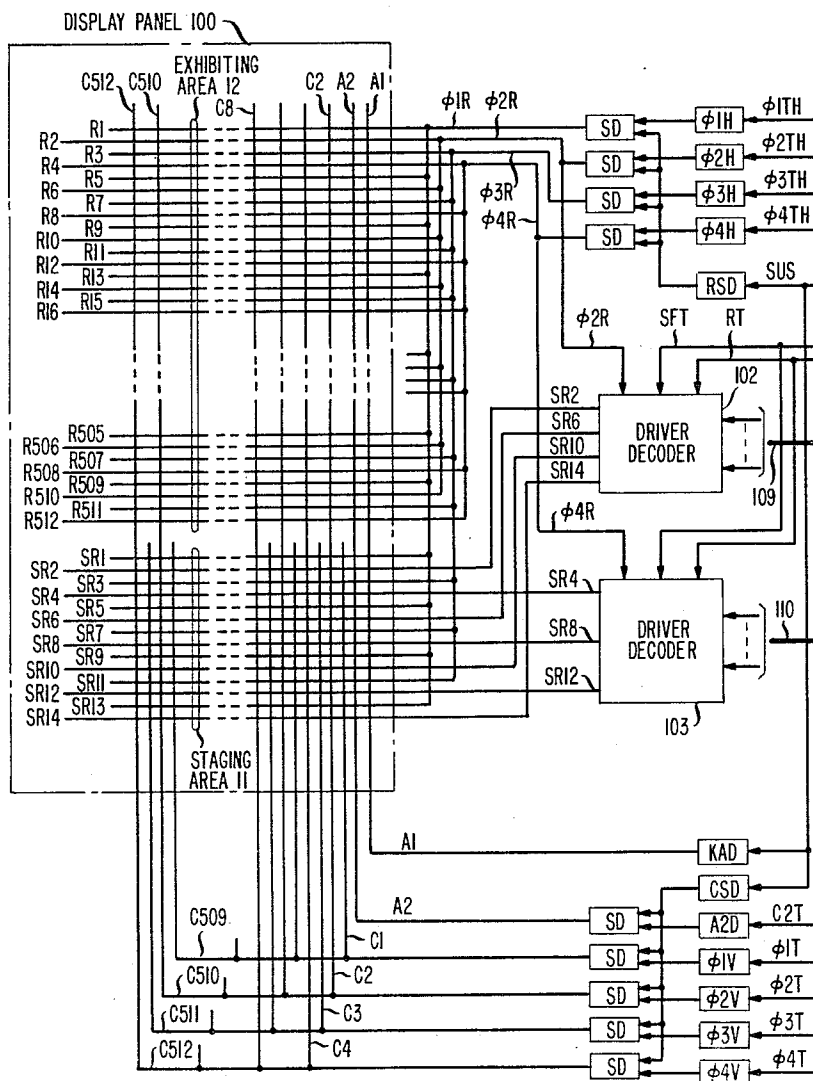 DISPLAY PANEL 100
C512 C510 EXHIBITING AREA 12 C8 C2 A2 A1
R1
R2
R3
R4
R5
R6
R7
R8
R9
R10
R11
R12
R13
R14
R15
R16
R505
R506
R507
R508
R509
R510
R511
R512
SR1
SR2
SR3
SR4
SR5
SR6
SR7
SR8
SR9
SR10
SR11
SR12
SR13
SR14
STAGING AREA 11
ϕ1R ϕ2R
ϕ3R
ϕ4R
SD ϕ1H ϕ1TH
SD ϕ2H ϕ2TH
SD ϕ3H ϕ3TH
SD ϕ4H ϕ4TH
RSD SUS
ϕ2R SFT RT
102
SR2
SR6
SR10
SR14
DRIVER DECODER
109
ϕ4R
SR4
SR8
SR12
DRIVER DECODER
110
103
A1 KAD
CSD
A2 SD A2D C2T
C509 C1 SD ϕ1V ϕ1T
C510 C2 SD ϕ2V ϕ2T
C511 C3 SD ϕ3V ϕ3T
C512 C4 SD ϕ4V ϕ4T